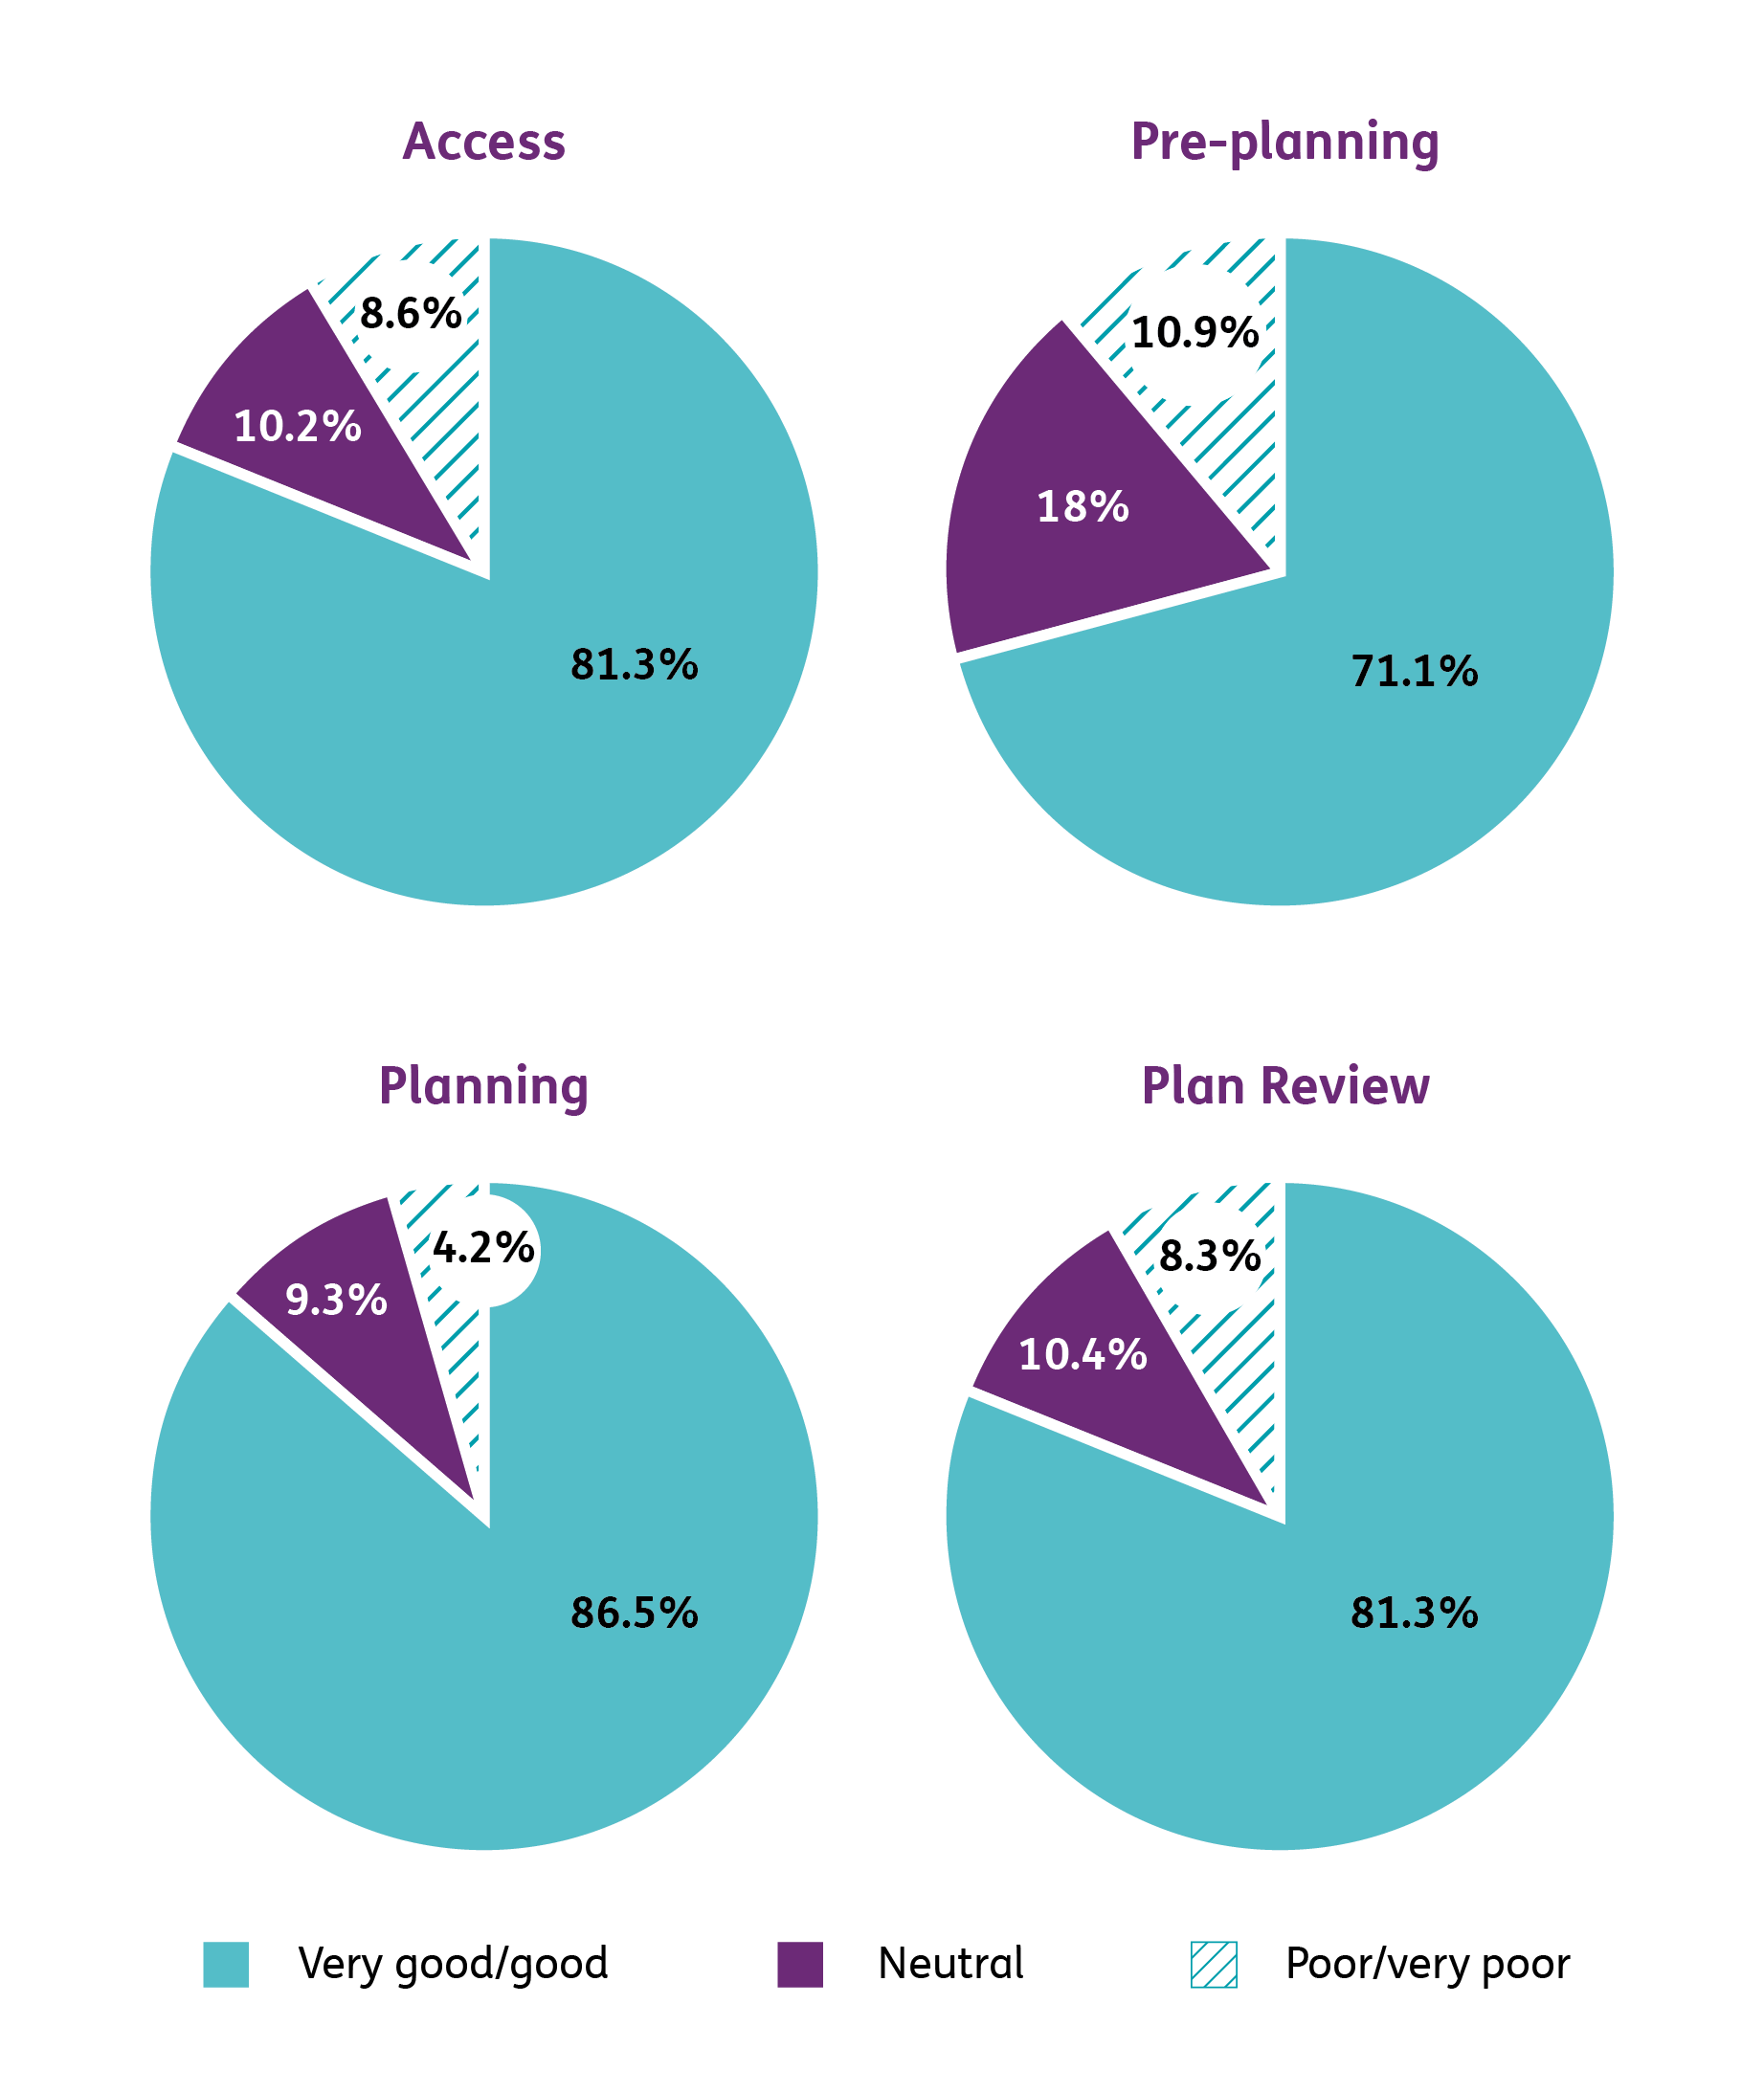 Access
Pre-planning
8.6%
10.2%
81.3%
10.9%
18%
71.1%
Planning
Plan Review
4.2%
9.3%
86.5%
8.3%
10.4%
81.3%
Very good/good
Neutral
Poor/very poor